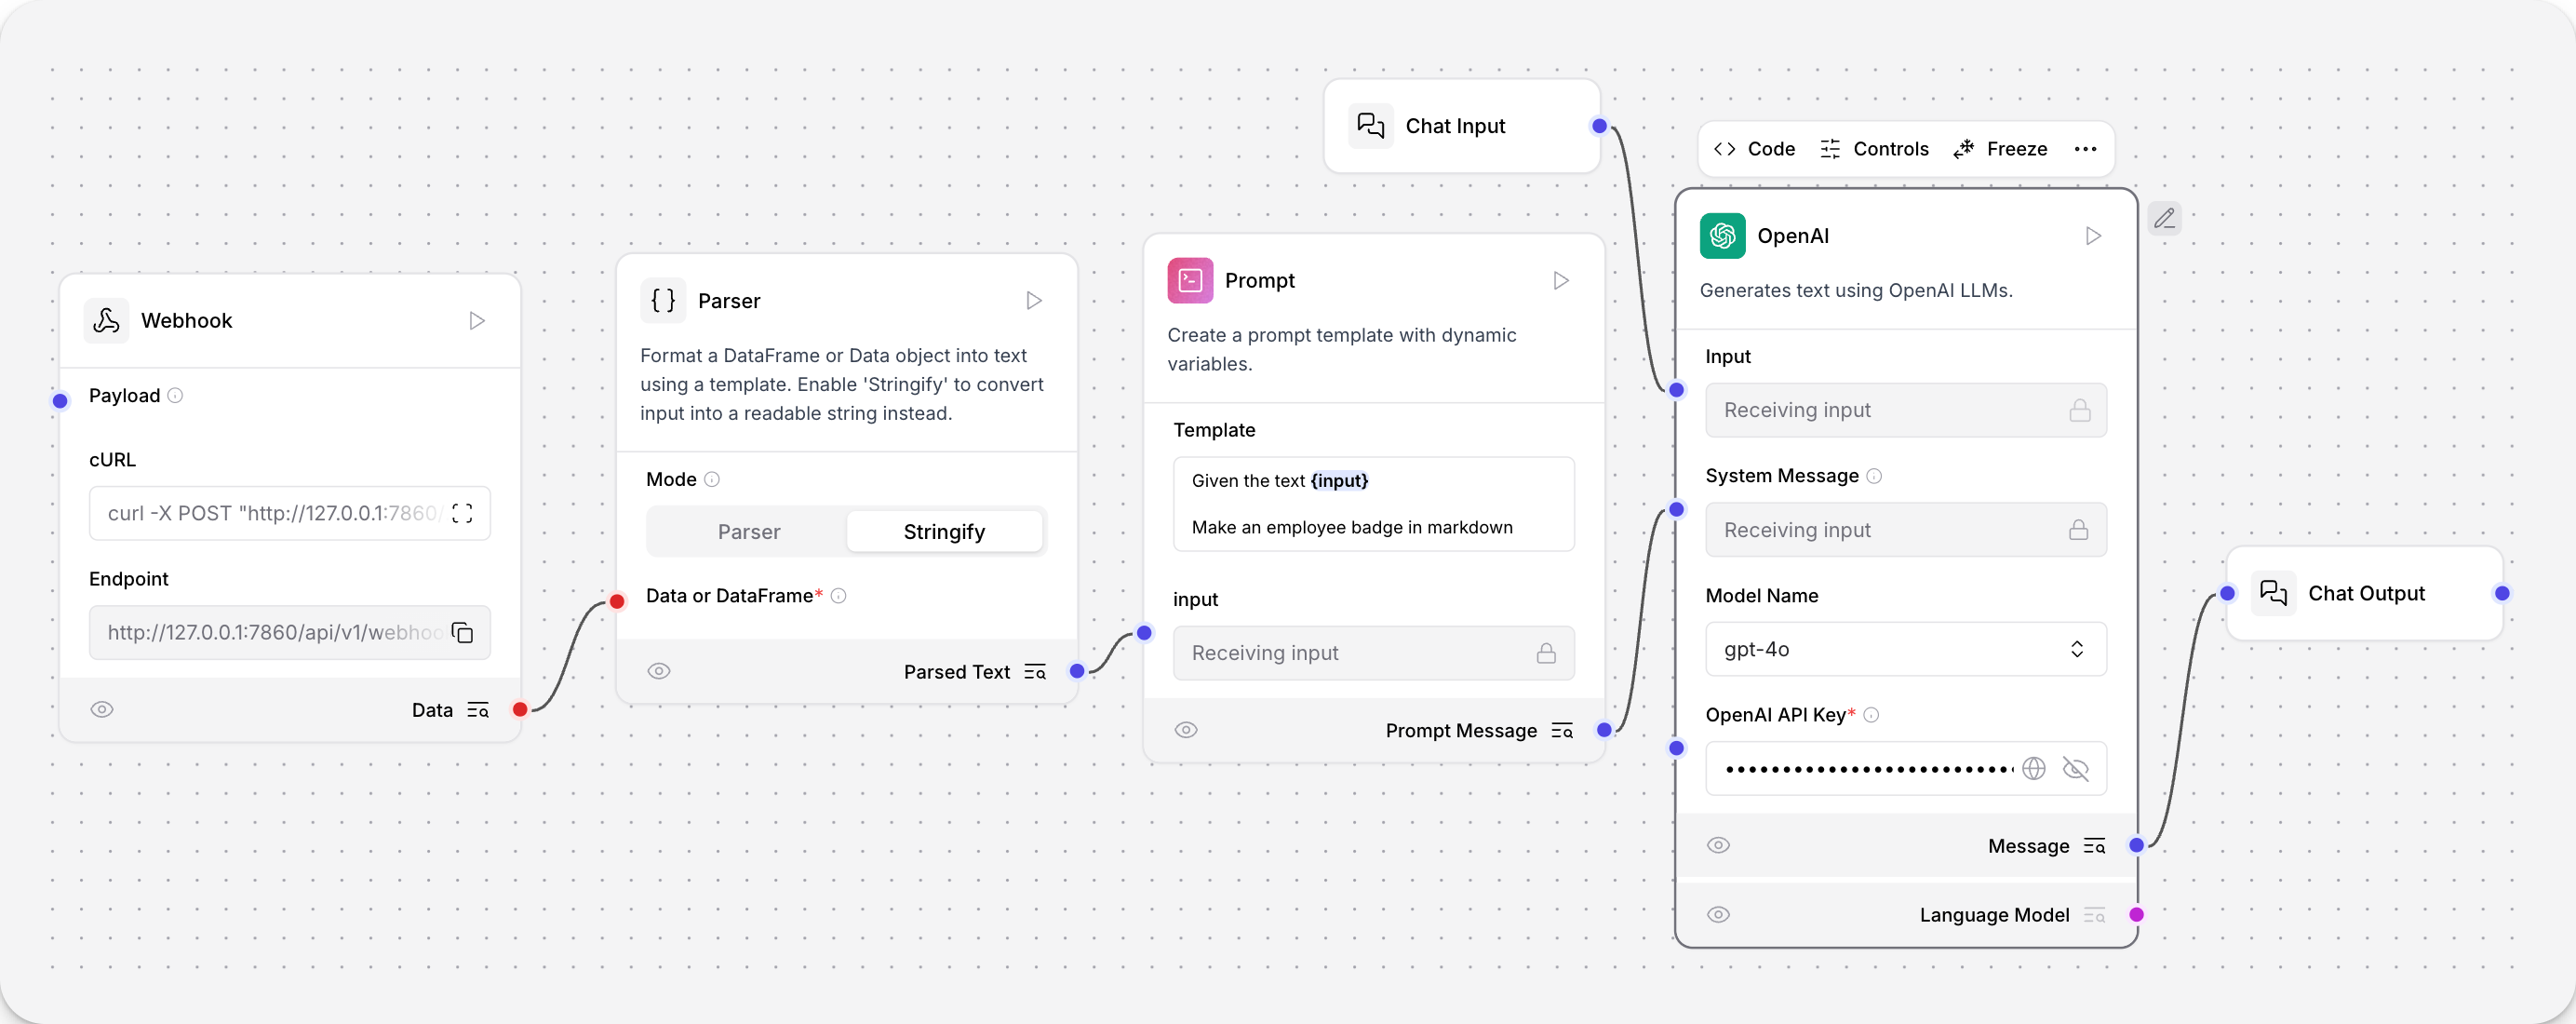 Webhook
Payload
cURL
curl -X POST "http://127.0.0.1:7860/
Endpoint
http://127.0.0.1:7860/api/v1/webhoo
Data
{} Parser
Format a DataFrame or Data object into text
using a template. Enable 'Stringify' to convert
input into a readable string instead.
Mode
Parser Stringify
Data or DataFrame*
Parsed Text
Chat Input
Prompt
Create a prompt template with dynamic
variables.
Template
Given the text {input}
Make an employee badge in markdown
input
Receiving input
Prompt Message
<> Code Controls Freeze ...
OpenAI
Generates text using OpenAI LLMs.
Input
Receiving input
System Message
Receiving input
Model Name
gpt-4o
OpenAI API Key*
•••••••••••••••••••••••••
Message
Language Model
Chat Output